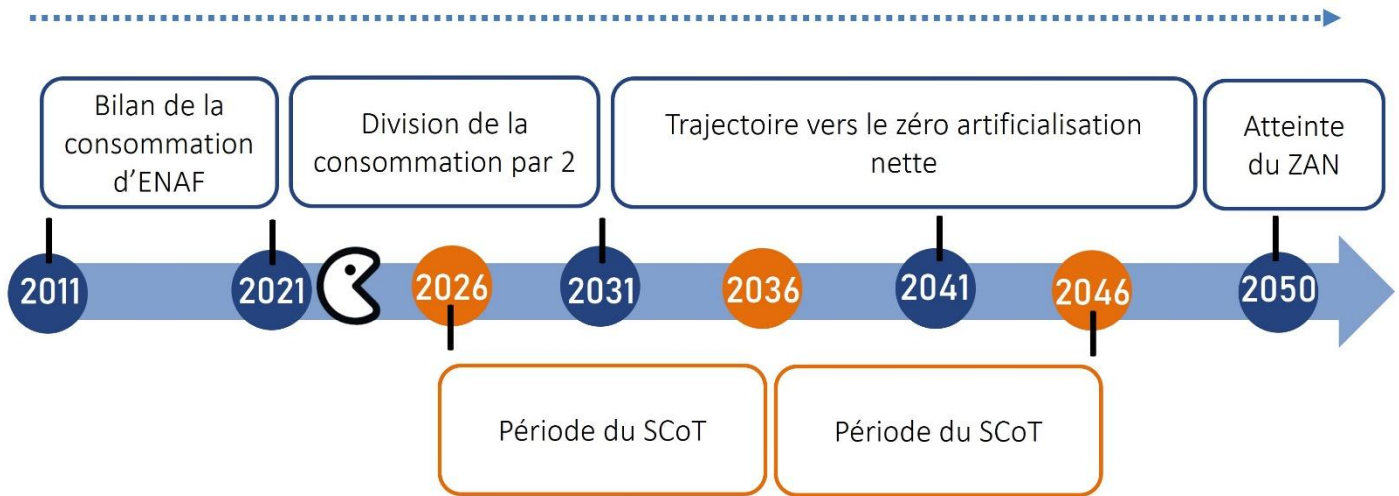 Bilan de la
consommation
d'ENAF
Division de la
consommation par 2
Trajectoire vers le zéro artificialisation
nette
Atteinte
du ZAN
2011
2021
2026
2031
2036
2041
2046
2050
Période du SCoT
Période du SCoT